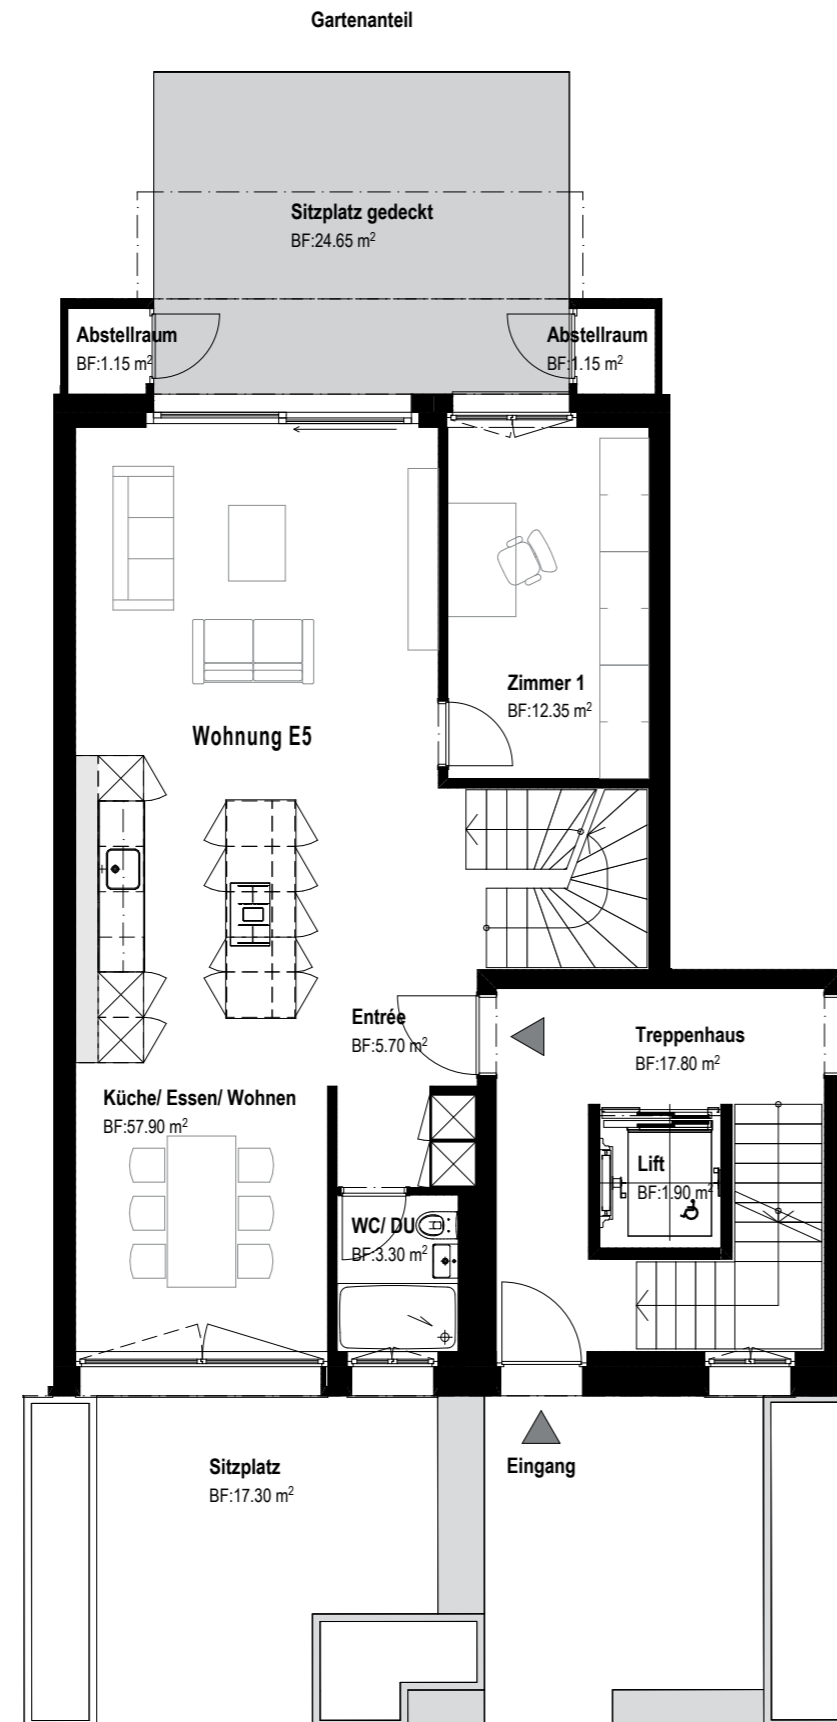 Gartenanteil
Sitzplatz gedeckt
BF:24.65 m²
Abstellraum
BF:1.15 m²
Abstellraum
BF:1.15 m²
Zimmer 1
BF:12.35 m²
Wohnung E5
Entrée
BF:5.70 m²
Treppenhaus
BF:17.80 m²
Küche/ Essen/ Wohnen
BF:57.90 m²
Lift
BF:1.90 m²
WC/ DU
BF:3.30 m²
Sitzplatz
BF:17.30 m²
Eingang